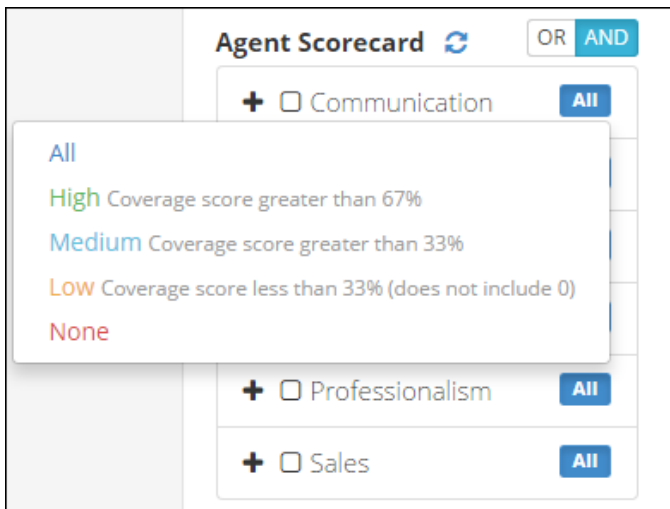 Agent Scorecard OR AND
Communication All
All
High Coverage score greater than 67%
Medium Coverage score greater than 33%
Low Coverage score less than 33% (does not include 0)
None
Professionalism All
Sales All